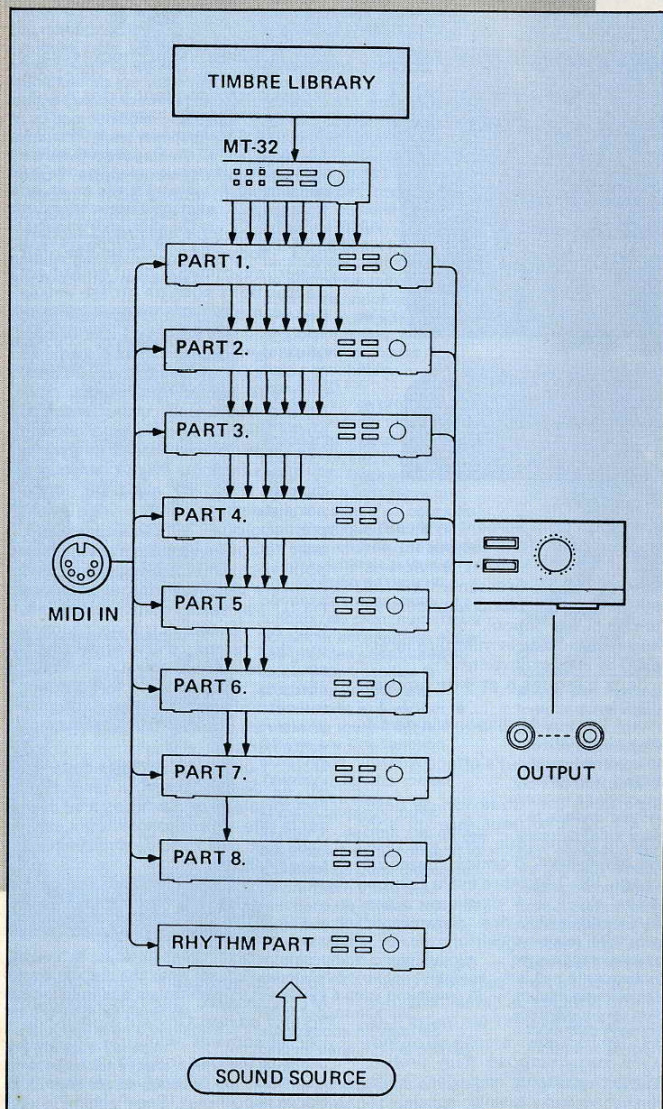 TIMBRE LIBRARY
MT-32
PART 1.
PART 2.
PART 3.
PART 4.
PART 5
PART 6.
PART 7.
PART 8.
RHYTHM PART
MIDI IN
OUTPUT
SOUND SOURCE